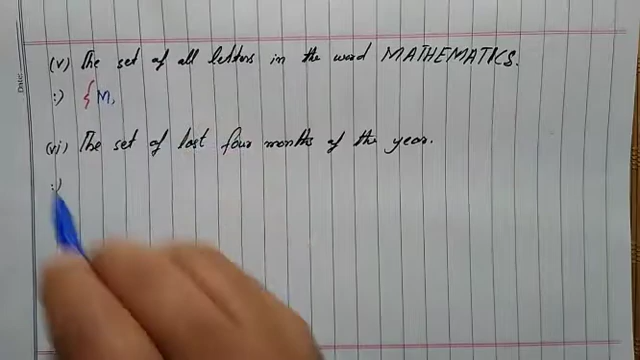 Date:
(v) The set of all letters in the word MATHEMATICS.
:) { M,
(vi) The set of last four months of the year.
:)